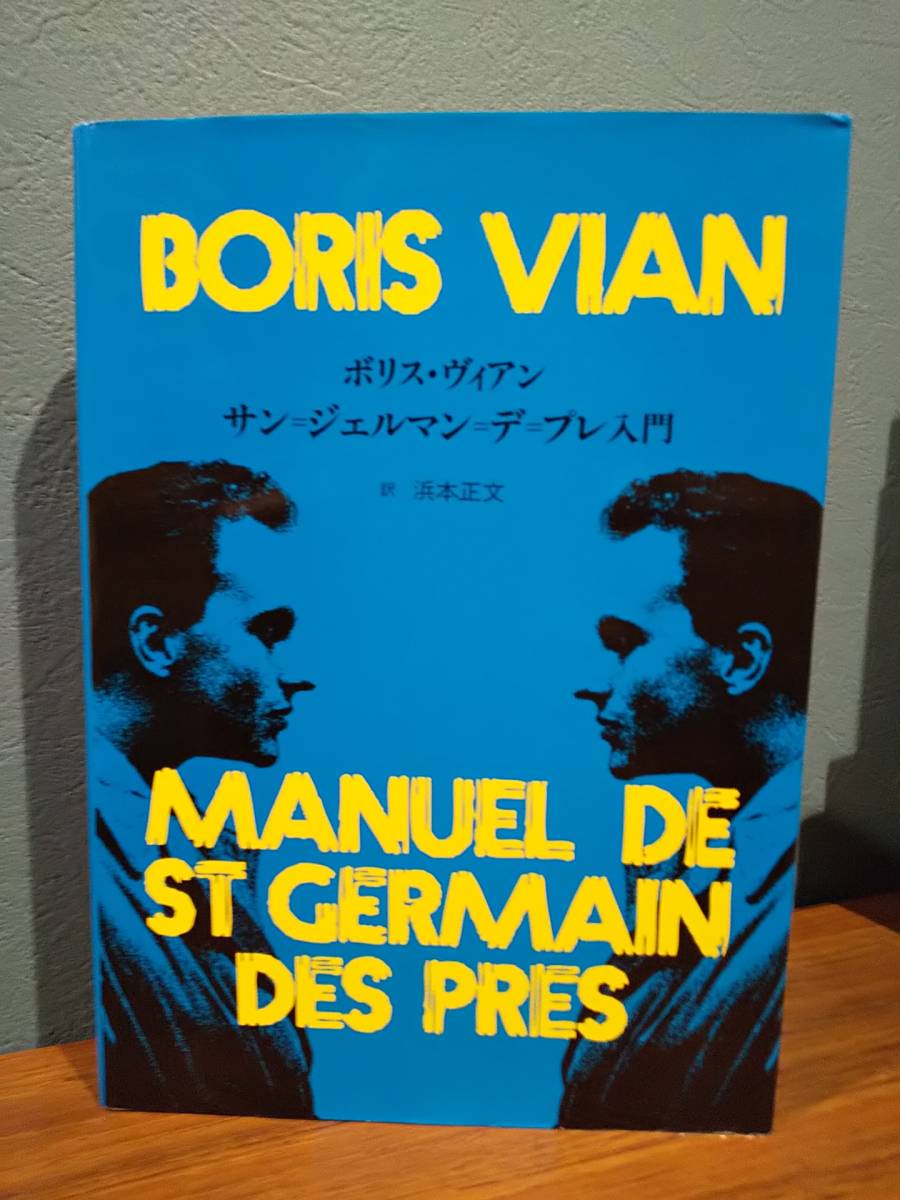 BORIS VIAN
ボリス・ヴィアン
サン=ジェルマン=デ=プレ入門
訳 浜本正文
MANUEL DE
ST GERMAIN
DES PRES